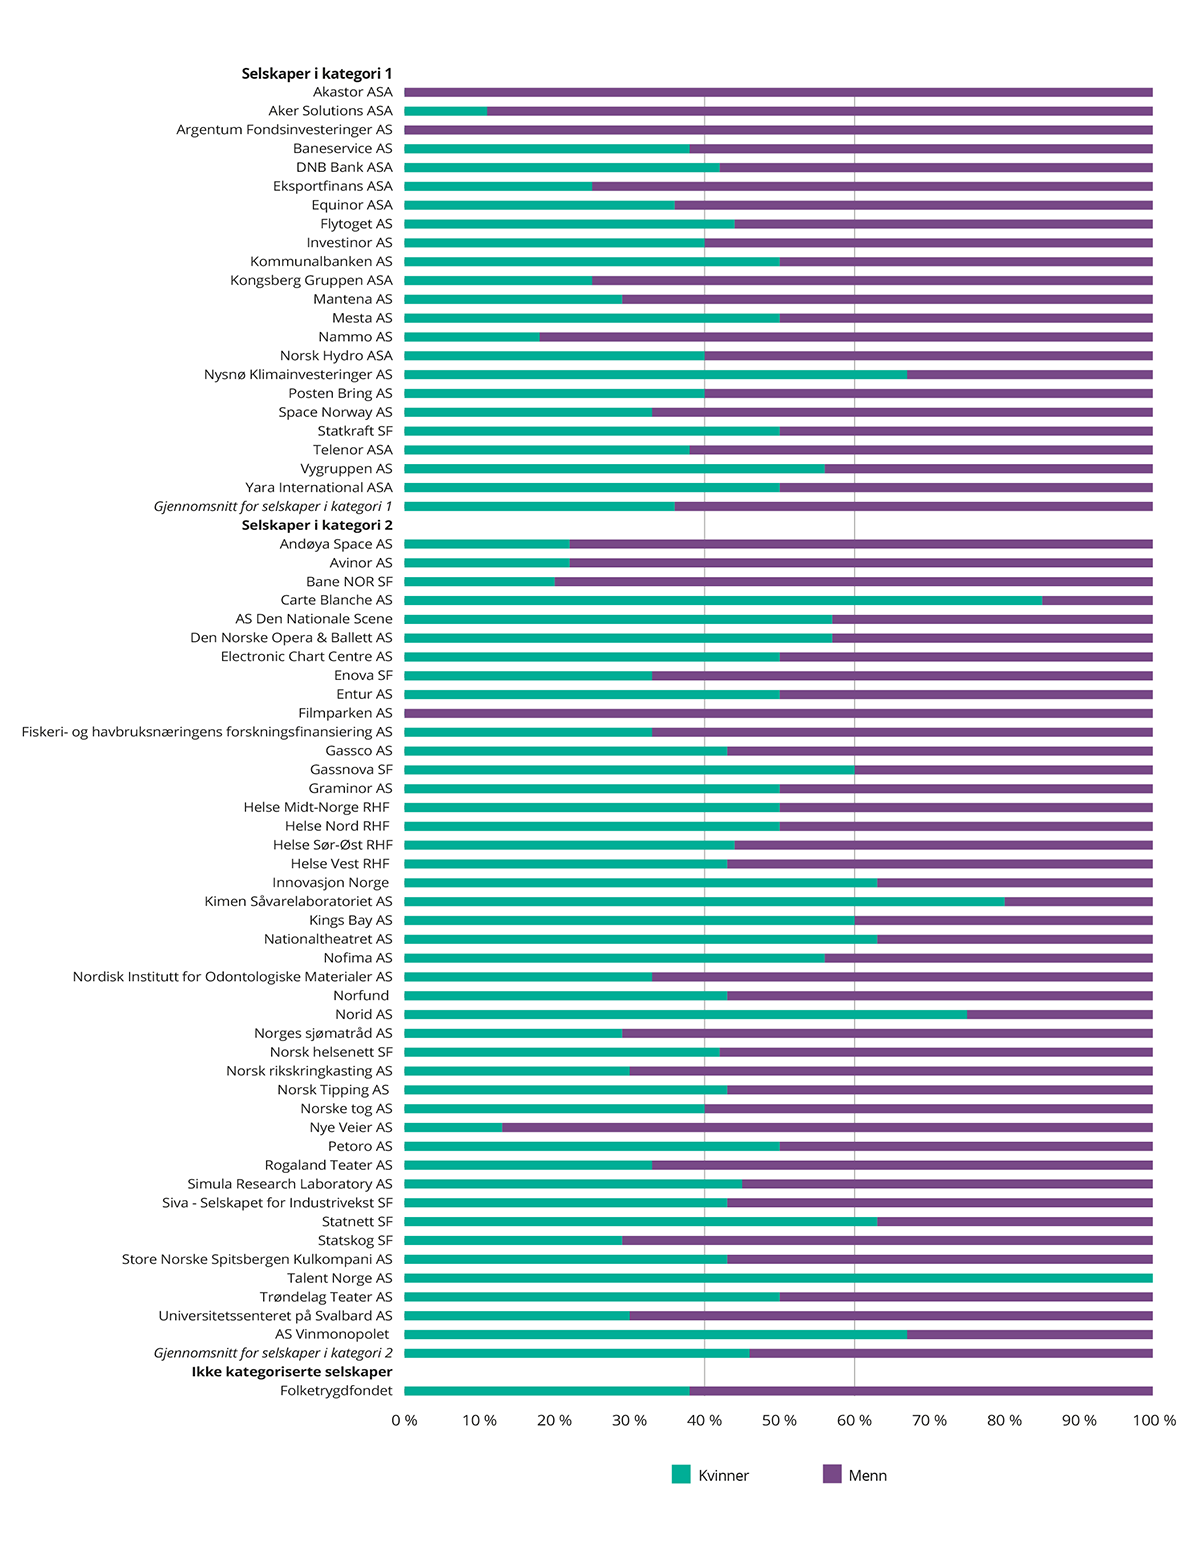 Selskaper i kategori 1
Akastor ASA
Aker Solutions ASA
Argentum Fondsinvesteringer AS
Baneservice AS
DNB Bank ASA
Eksportfinans ASA
Equinor ASA
Flytoget AS
Investinor AS
Kommunalbanken AS
Kongsberg Gruppen ASA
Mantena AS
Mesta AS
Nammo AS
Norsk Hydro ASA
Nysnø Klimainvesteringer AS
Posten Bring AS
Space Norway AS
Statkraft SF
Telenor ASA
Vygruppen AS
Yara International ASA
Gjennomsnitt for selskaper i kategori 1
Selskaper i kategori 2
Andøya Space AS
Avinor AS
Bane NOR SF
Carte Blanche AS
AS Den Nationale Scene
Den Norske Opera & Ballett AS
Electronic Chart Centre AS
Enova SF
Entur AS
Filmparken AS
Fiskeri- og havbruksnæringens forskningsfinansiering AS
Gassco AS
Gassnova SF
Graminor AS
Helse Midt-Norge RHF
Helse Nord RHF
Helse Sør-Øst RHF
Helse Vest RHF
Innovasjon Norge
Kimen Såvarelaboratoriet AS
Kings Bay AS
Nationaltheatret AS
Nofima AS
Nordisk Institutt for Odontologiske Materialer AS
Norfund
Norid AS
Norges sjømatråd AS
Norsk helsenett SF
Norsk rikskringkasting AS
Norsk Tipping AS
Norske tog AS
Nye Veier AS
Petoro AS
Rogaland Teater AS
Simula Research Laboratory AS
Siva - Selskapet for Industrivekst SF
Statnett SF
Statskog SF
Store Norske Spitsbergen Kulkompani AS
Talent Norge AS
Trøndelag Teater AS
Universitetssenteret på Svalbard AS
AS Vinmonopolet
Gjennomsnitt for selskaper i kategori 2
Ikke kategoriserte selskaper
Folketrygdfondet
0 % 10 % 20 % 30 % 40 % 50 % 60 % 70 % 80 % 90 % 100 %
Kvinner Menn